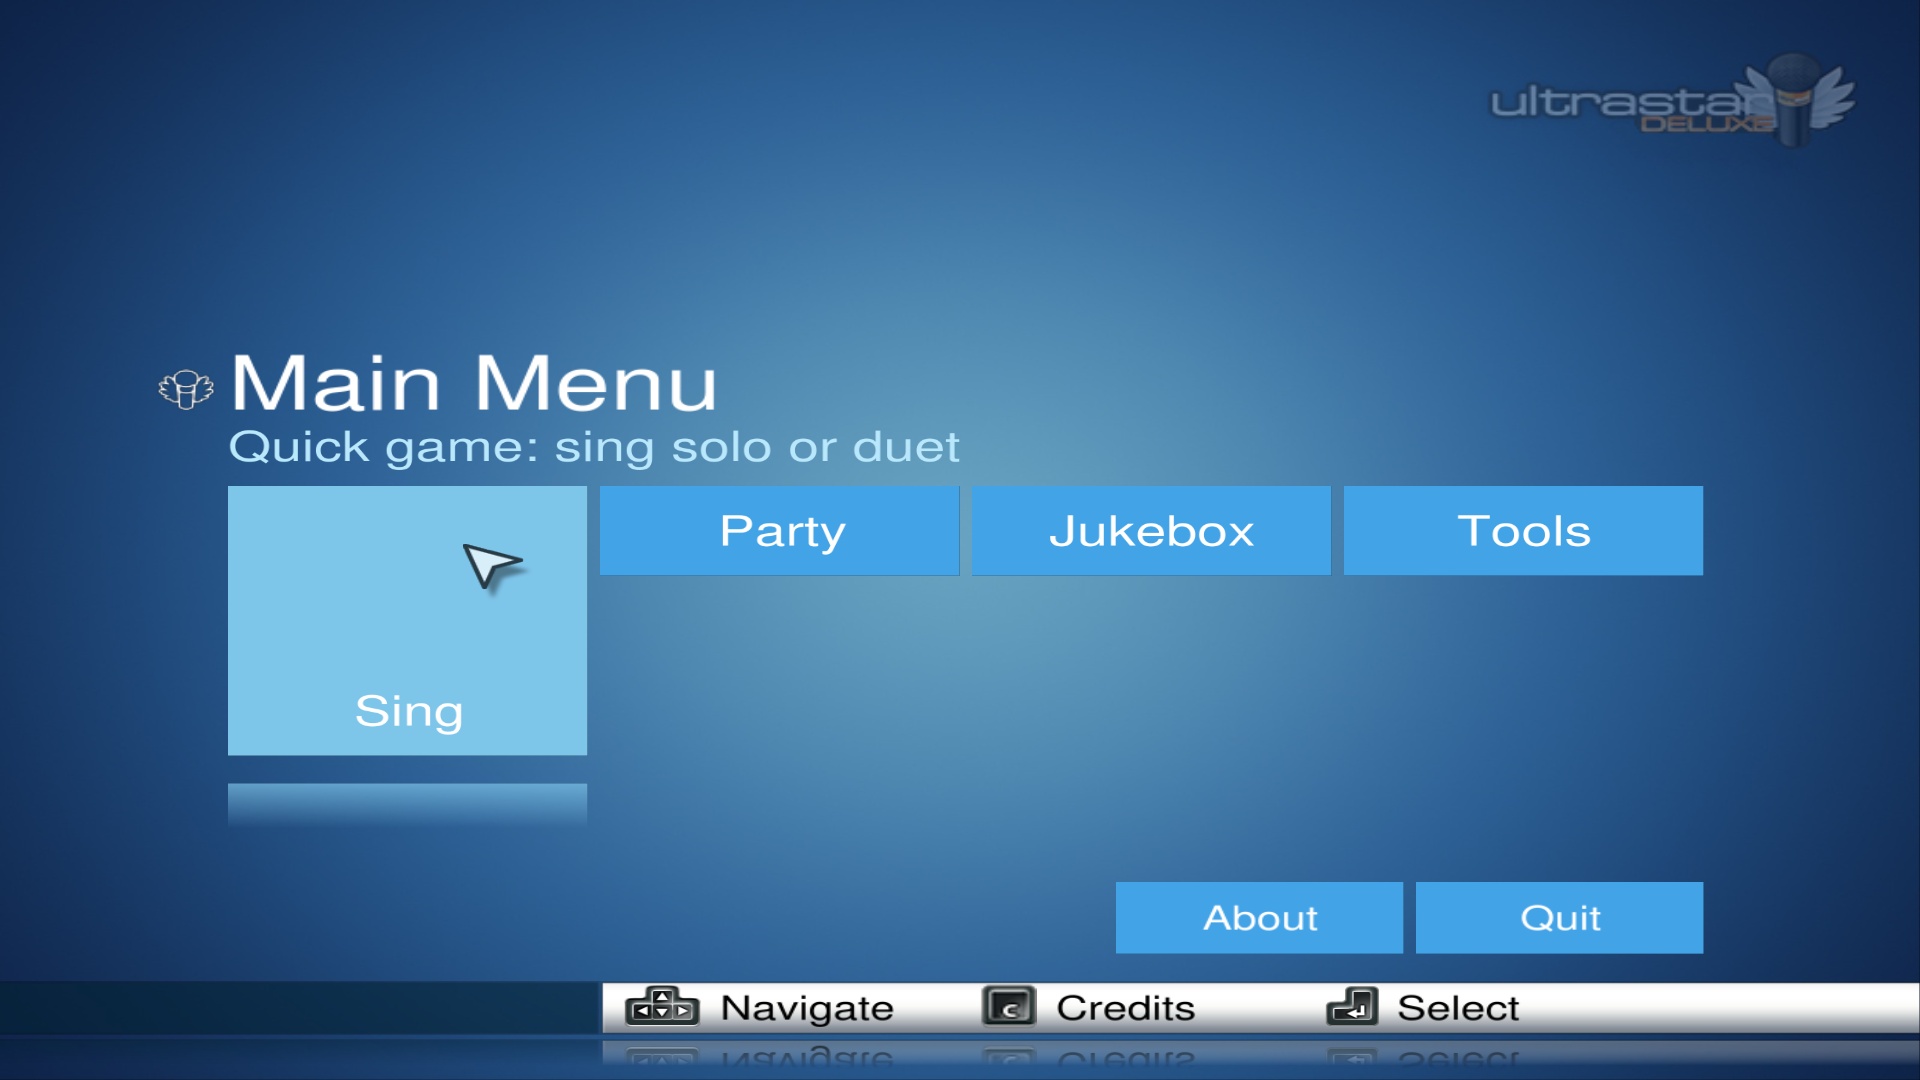 ultrastar
DELUXE
Main Menu
Quick game: sing solo or duet
Sing
Party
Jukebox
Tools
About
Quit
Navigate
C Credits
Select